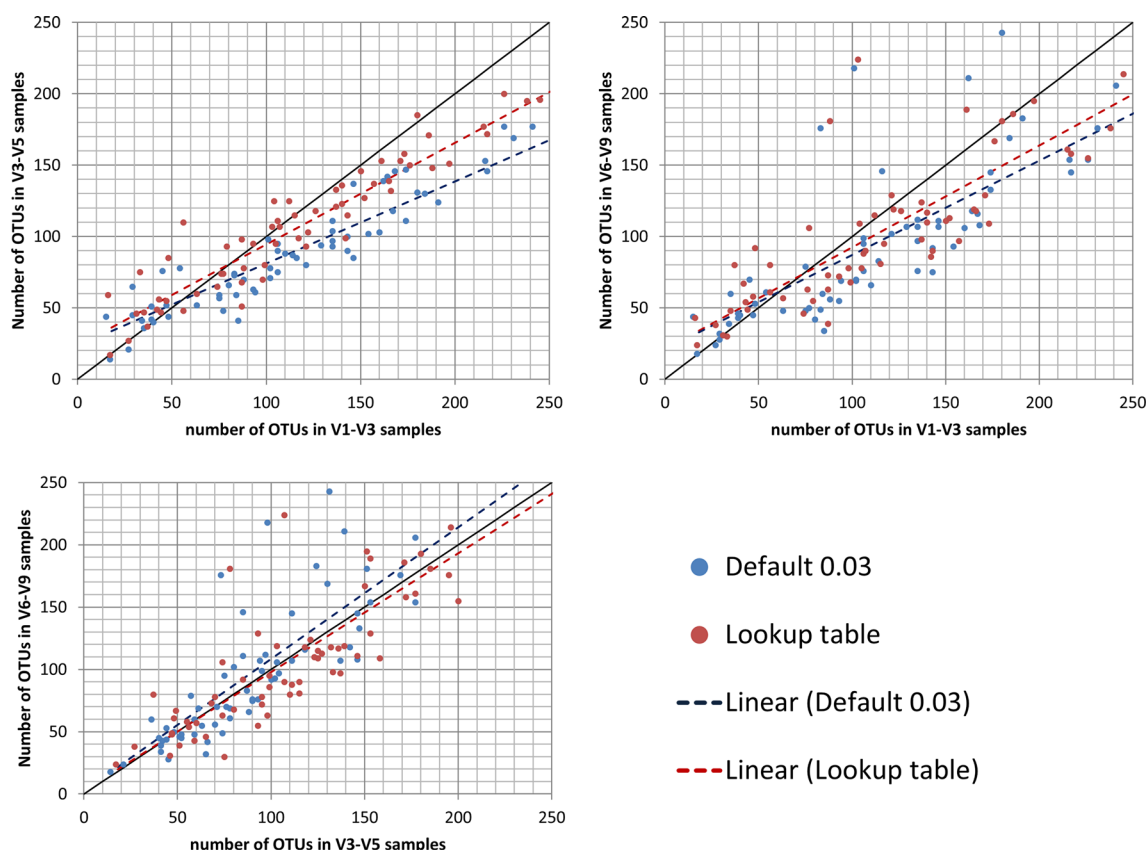 250
200
150
100
50
0
Number of OTUs in V3-V5 samples
0 50 100 150 200 250
number of OTUs in V1-V3 samples
250
200
150
100
50
0
Number of OTUs in V6-V9 samples
0 50 100 150 200 250
number of OTUs in V1-V3 samples
250
200
150
100
50
0
Number of OTUs in V6-V9 samples
0 50 100 150 200 250
number of OTUs in V3-V5 samples
Default 0.03
Lookup table
Linear (Default 0.03)
Linear (Lookup table)